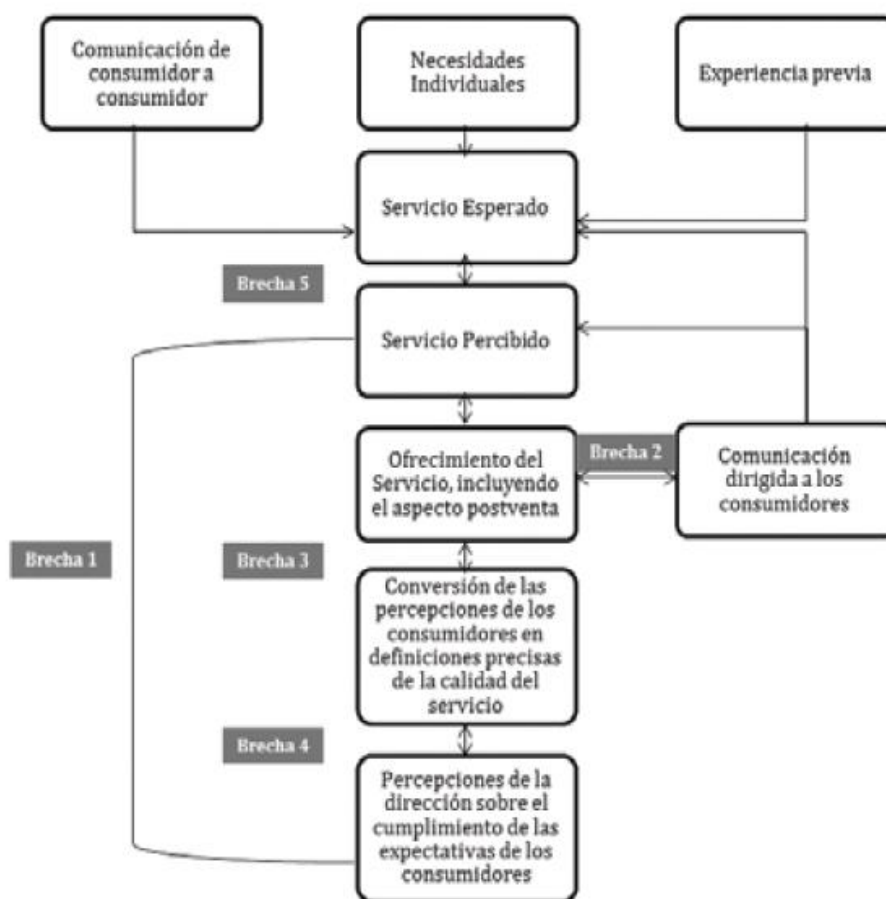 Comunicación de
consumidor a
consumidor
Necesidades
Individuales
Experiencia previa
Servicio Esperado
Brecha 5
Servicio Percibido
Ofrecimiento del
Servicio, incluyendo
el aspecto postventa
Brecha 2
Comunicación
dirigida a los
consumidores
Brecha 1
Brecha 3
Conversión de las
percepciones de los
consumidores en
definiciones precisas
de la calidad del
servicio
Brecha 4
Percepciones de la
dirección sobre el
cumplimiento de las
expectativas de los
consumidores